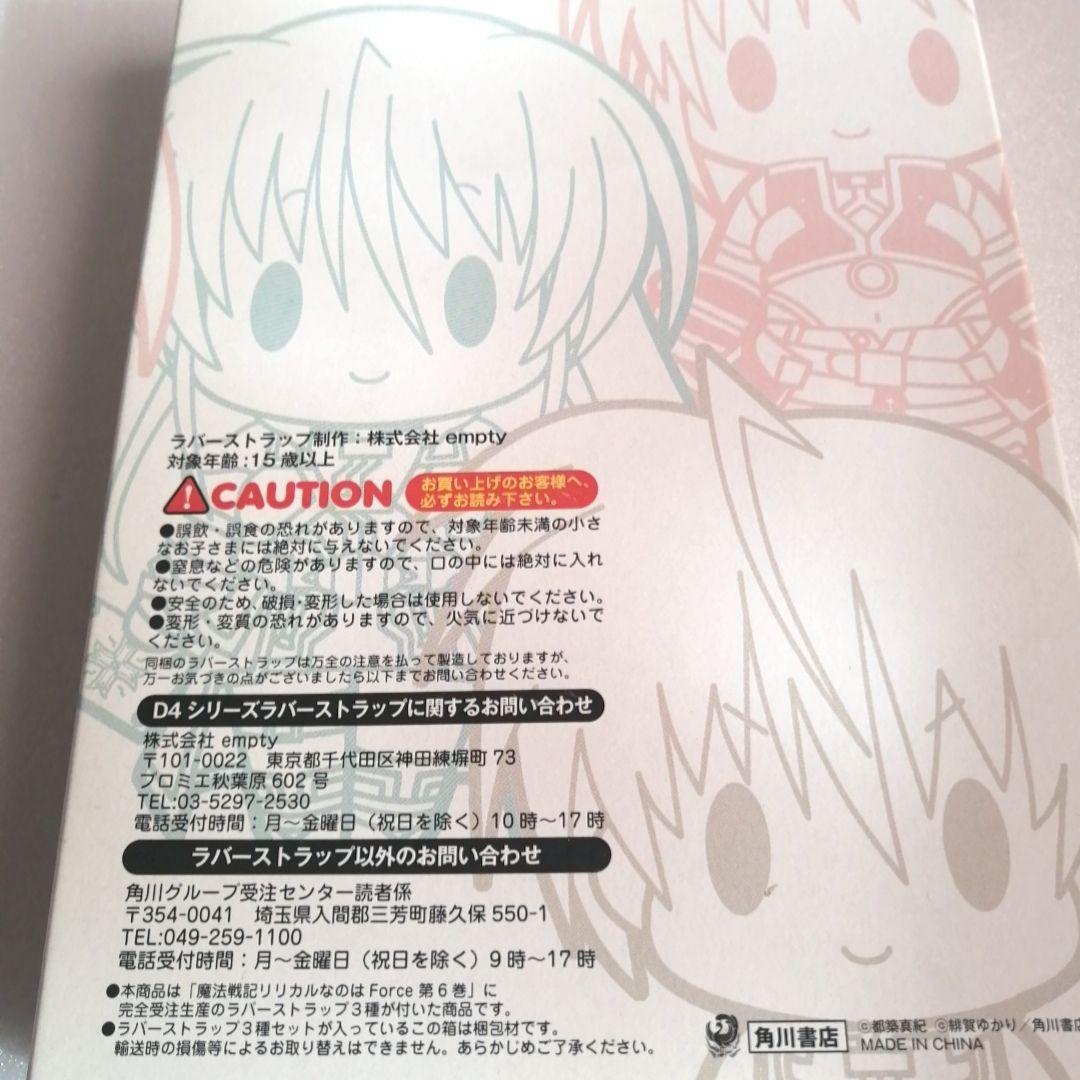 ラバーストラップ制作：株式会社 empty
対象年齢：15歳以上
CAUTION
お買い上げのお客様へ、
必ずお読み下さい。
●誤飲・誤食の恐れがありますので、対象年齢未満の小さ
なお子さまには絶対に与えないでください。
●窒息などの危険がありますので、口の中には絶対に入れ
ないでください。
●安全のため、破損・変形した場合は使用しないでください。
●変形・変質の恐れがありますので、火気に近づけないで
ください。
同梱のラバーストラップは万全の注意を払って製造しておりますが、
万一お気づきの点がございましたら以下までお問い合わせください。
D4シリーズラバーストラップに関するお問い合わせ
株式会社 empty
〒101-0022 東京都千代田区神田練塀町73
プロミエ秋葉原602号
TEL:03-5297-2530
電話受付時間：月〜金曜日（祝日を除く）10時〜17時
ラバーストラップ以外のお問い合わせ
角川グループ受注センター読者係
〒354-0041 埼玉県入間郡三芳町藤久保550-1
TEL:049-259-1100
電話受付時間：月〜金曜日（祝日を除く）9時〜17時
●本商品は「魔法戦記リリカルなのはForce 第6巻」に
完全受注生産のラバーストラップ3種が付いた商品です。
●ラバーストラップ3種セットが入っているこの箱は梱包材です。
輸送時の損傷等によるお取り替えはできません。あらかじめご了承ください。
角川書店
©都築真紀 ©緋賀ゆかり／角川書店
MADE IN CHINA